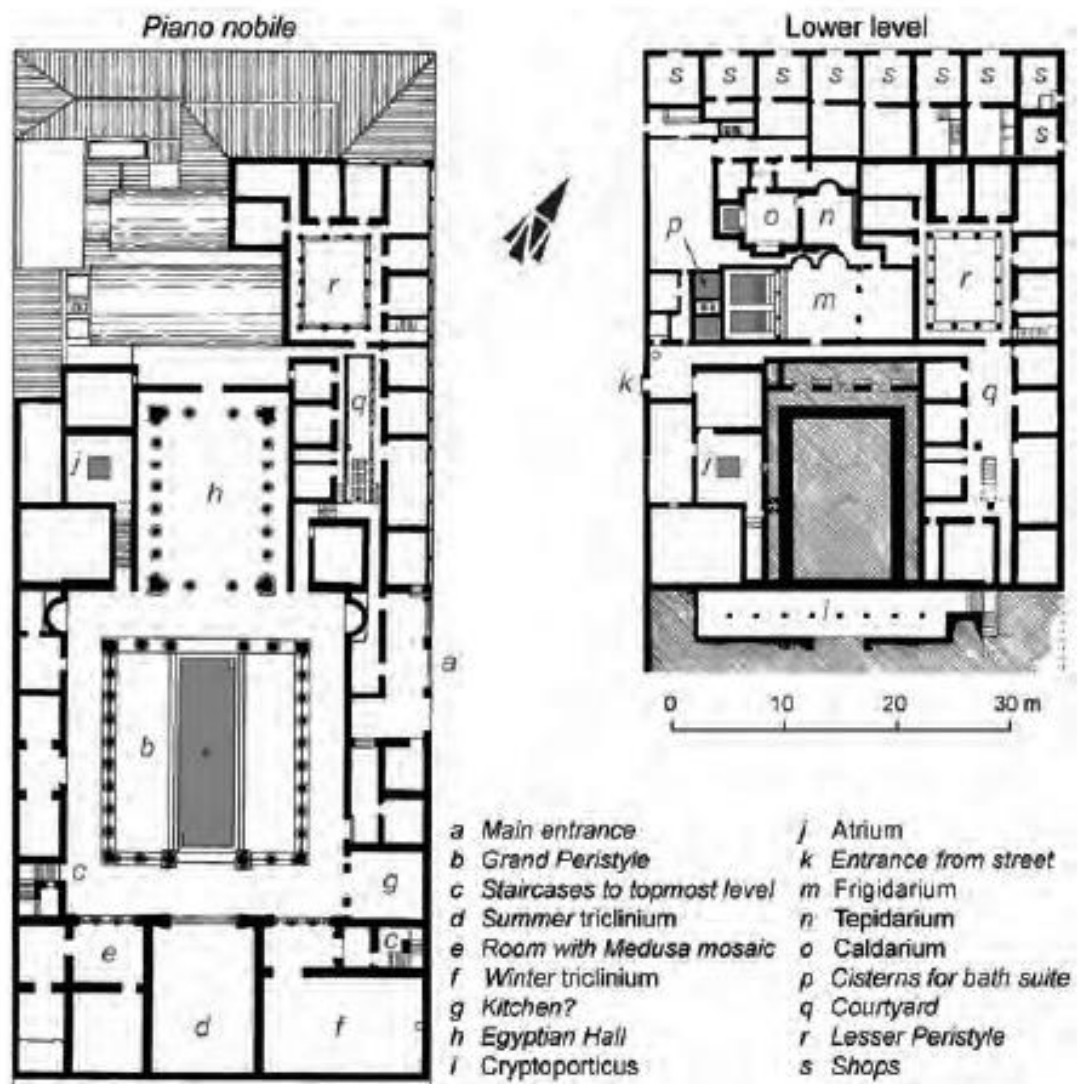 Piano nobile
Lower level
s s s s s s s s
s
p o n r
r m
k q
q
j h j
i
a
b
0 10 20 30 m
c
g
e c
d f
a Main entrance
b Grand Peristyle
c Staircases to topmost level
d Summer triclinium
e Room with Medusa mosaic
f Winter triclinium
g Kitchen?
h Egyptian Hall
i Cryptoporticus
j Atrium
k Entrance from street
m Frigidarium
n Tepidarium
o Caldarium
p Cisterns for bath suite
q Courtyard
r Lesser Peristyle
s Shops